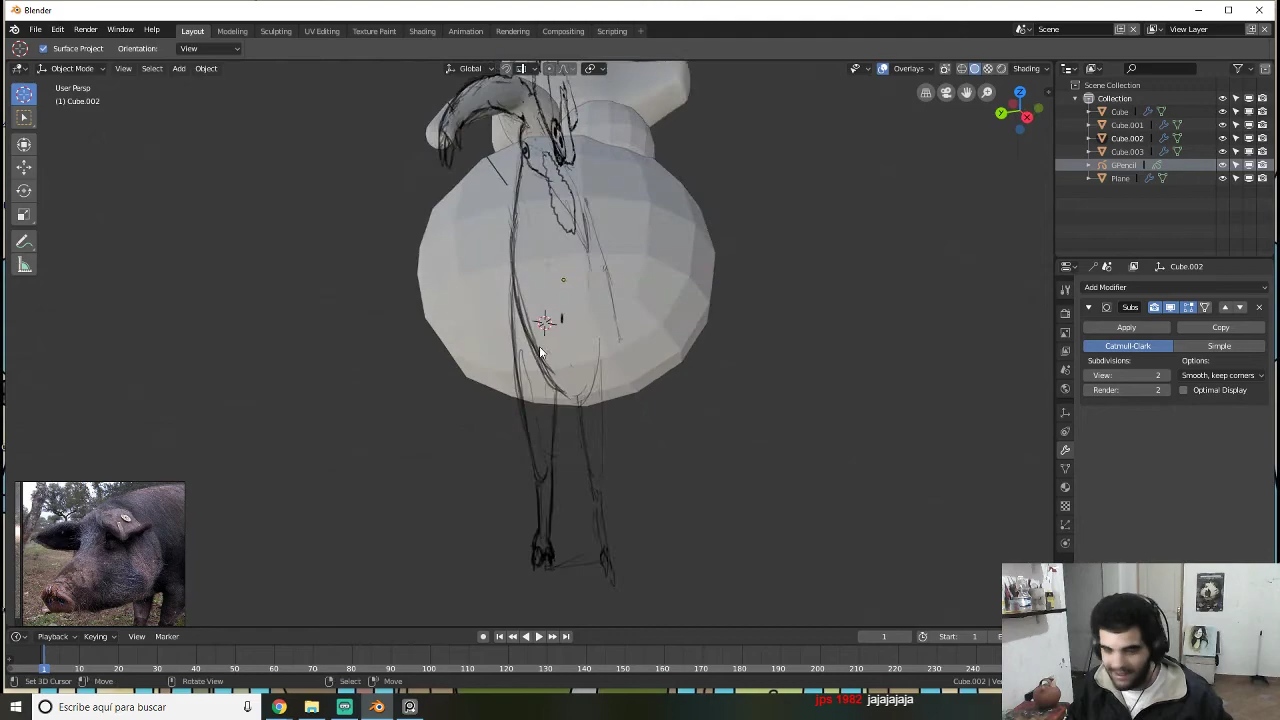 Blender
File Edit Render Window Help Layout Modeling Sculpting UV Editing Texture Paint Shading Animation Rendering Compositing Scripting + Scene View Layer
Surface Project Orientation: View
Object Mode View Select Add Object Global Overlays Shading
User Persp
(1) Cube.002
Z
Y
X
Scene Collection
Collection
Cube
Cube.001
Cube.002
Cube.003
GPencil
Plane
Cube.002
Add Modifier
Subs
Apply Copy
Catmull-Clark Simple
Subdivisions: Options:
View: 2 Smooth, keep corners
Render: 2 Optimal Display
Playback Keying View Marker 1 Start: 1
1 10 20 30 40 50 60 70 80 90 100 110 120 130 140 150 160 170 180 190 200 210 220 230 240
Set 3D Cursor Move Rotate View Select Move Cube.002 | Ve
Escribe aquí para buscar
jps 1982 jajajajaja